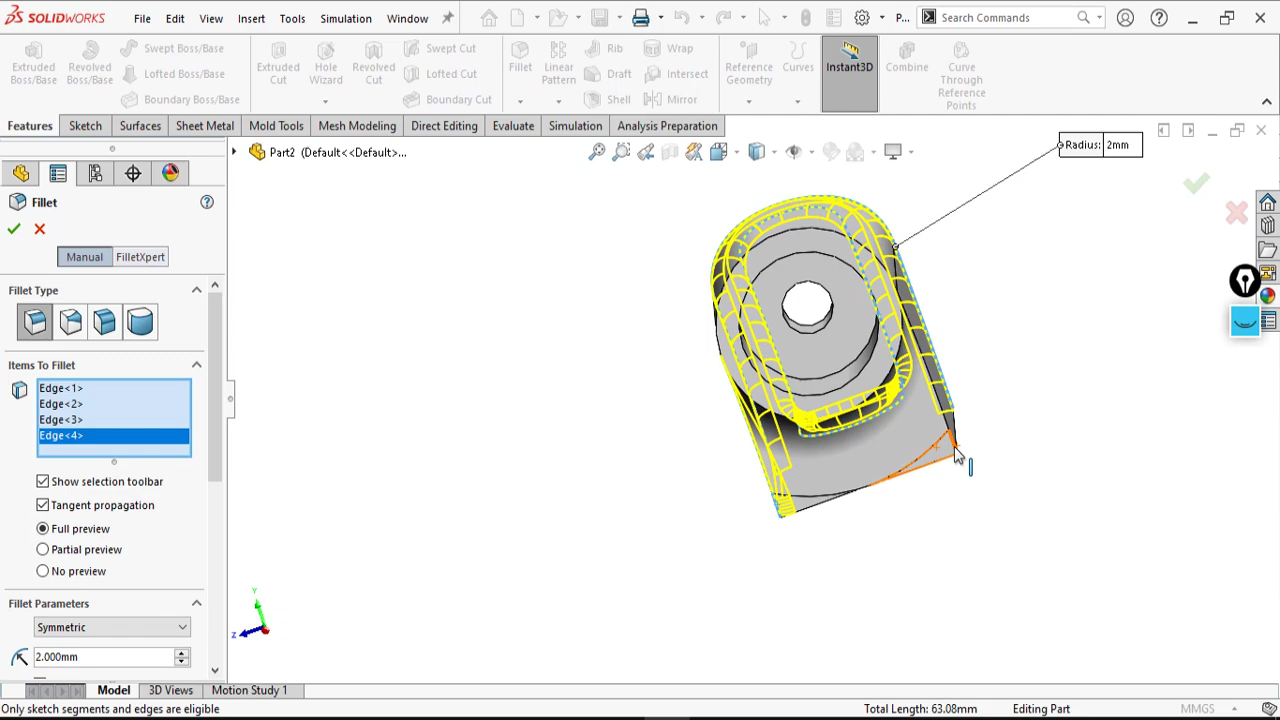 SOLIDWORKS File Edit View Insert Tools Simulation Window P... Search Commands
Extruded Boss/Base
Revolved Boss/Base
Swept Boss/Base
Lofted Boss/Base
Boundary Boss/Base
Extruded Cut
Hole Wizard
Revolved Cut
Swept Cut
Lofted Cut
Boundary Cut
Fillet
Linear Pattern
Rib
Draft
Shell
Wrap
Intersect
Mirror
Reference Geometry
Curves
Instant3D
Combine
Curve Through Reference Points
Features Sketch Surfaces Sheet Metal Mold Tools Mesh Modeling Direct Editing Evaluate Simulation Analysis Preparation
Part2 (Default<<Default>...
Radius: 2mm
Fillet
Manual FilletXpert
Fillet Type
Items To Fillet
Edge<1>
Edge<2>
Edge<3>
Edge<4>
Show selection toolbar
Tangent propagation
Full preview
Partial preview
No preview
Fillet Parameters
Symmetric
2.000mm
Y
Z
Model 3D Views Motion Study 1
Only sketch segments and edges are eligible Total Length: 63.08mm Editing Part MMGS